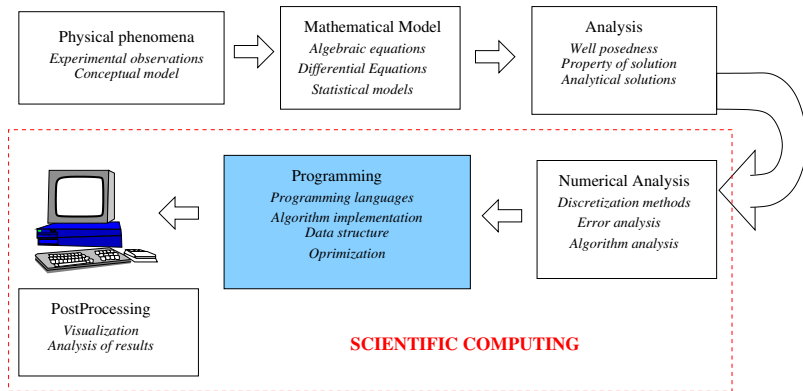 Physical phenomena
Experimental observations
Conceptual model
Mathematical Model
Algebraic equations
Differential Equations
Statistical models
Analysis
Well posedness
Property of solution
Analytical solutions
Numerical Analysis
Discretization methods
Error analysis
Algorithm analysis
Programming
Programming languages
Algorithm implementation
Data structure
Oprimization
PostProcessing
Visualization
Analysis of results
SCIENTIFIC COMPUTING